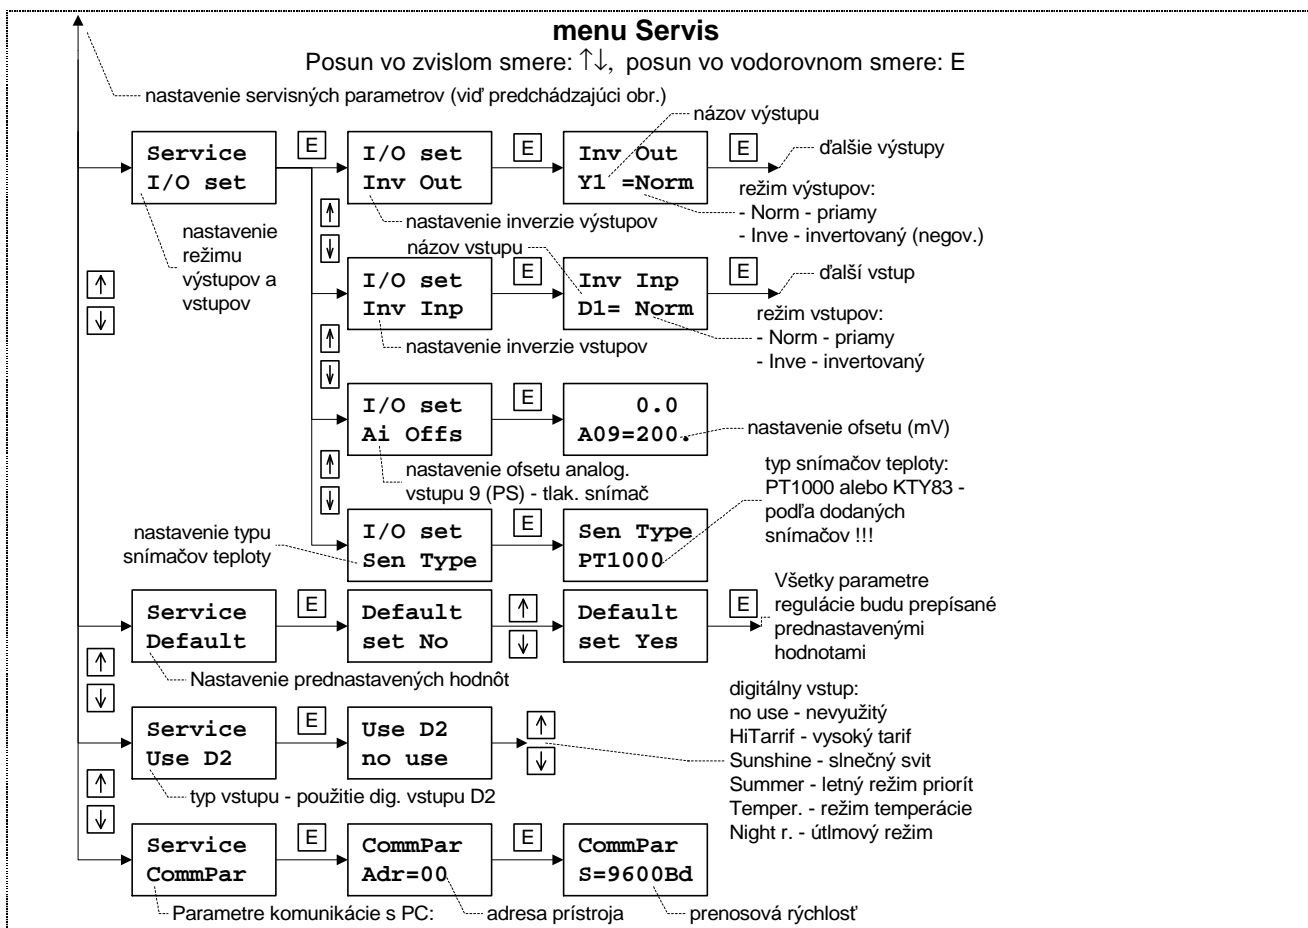 menu Servis
Posun vo zvislom smere: ↑↓, posun vo vodorovnom smere: E
nastavenie servisných parametrov (viď predchádzajúci obr.)
názov výstupu
Service
I/O set
E
I/O set
Inv Out
E
Inv Out
Y1 =Norm
E
ďalšie výstupy
nastavenie
režimu
výstupov a
vstupov
↑
↓
nastavenie inverzie výstupov
režim výstupov:
- Norm - priamy
- Inve - invertovaný (negov.)
názov vstupu
↑
↓
I/O set
Inv Inp
E
Inv Inp
D1= Norm
E
ďalší vstup
nastavenie inverzie vstupov
režim vstupov:
- Norm - priamy
- Inve - invertovaný
↑
↓
I/O set
Ai Offs
E
0.0
A09=200.
nastavenie ofsetu (mV)
nastavenie ofsetu analog.
vstupu 9 (PS) - tlak. snímač
↑
↓
typ snímačov teploty:
PT1000 alebo KTY83 -
podľa dodaných
snímačov !!!
nastavenie typu
snímačov teploty
I/O set
Sen Type
E
Sen Type
PT1000
Service
Default
E
Default
set No
↑
↓
Default
set Yes
E
Všetky parametre
regulácie budu prepísané
prednastavenými
hodnotami
↑
↓
Nastavenie prednastavených hodnôt
Service
Use D2
E
Use D2
no use
↑
↓
digitálny vstup:
no use - nevyužitý
HiTarrif - vysoký tarif
Sunshine - slnečný svit
Summer - letný režim priorít
Temper. - režim temperácie
Night r. - útlmový režim
↑
↓
typ vstupu - použitie dig. vstupu D2
Service
CommPar
E
CommPar
Adr=00
E
CommPar
S=9600Bd
Parametre komunikácie s PC:
adresa prístroja
prenosová rýchlosť